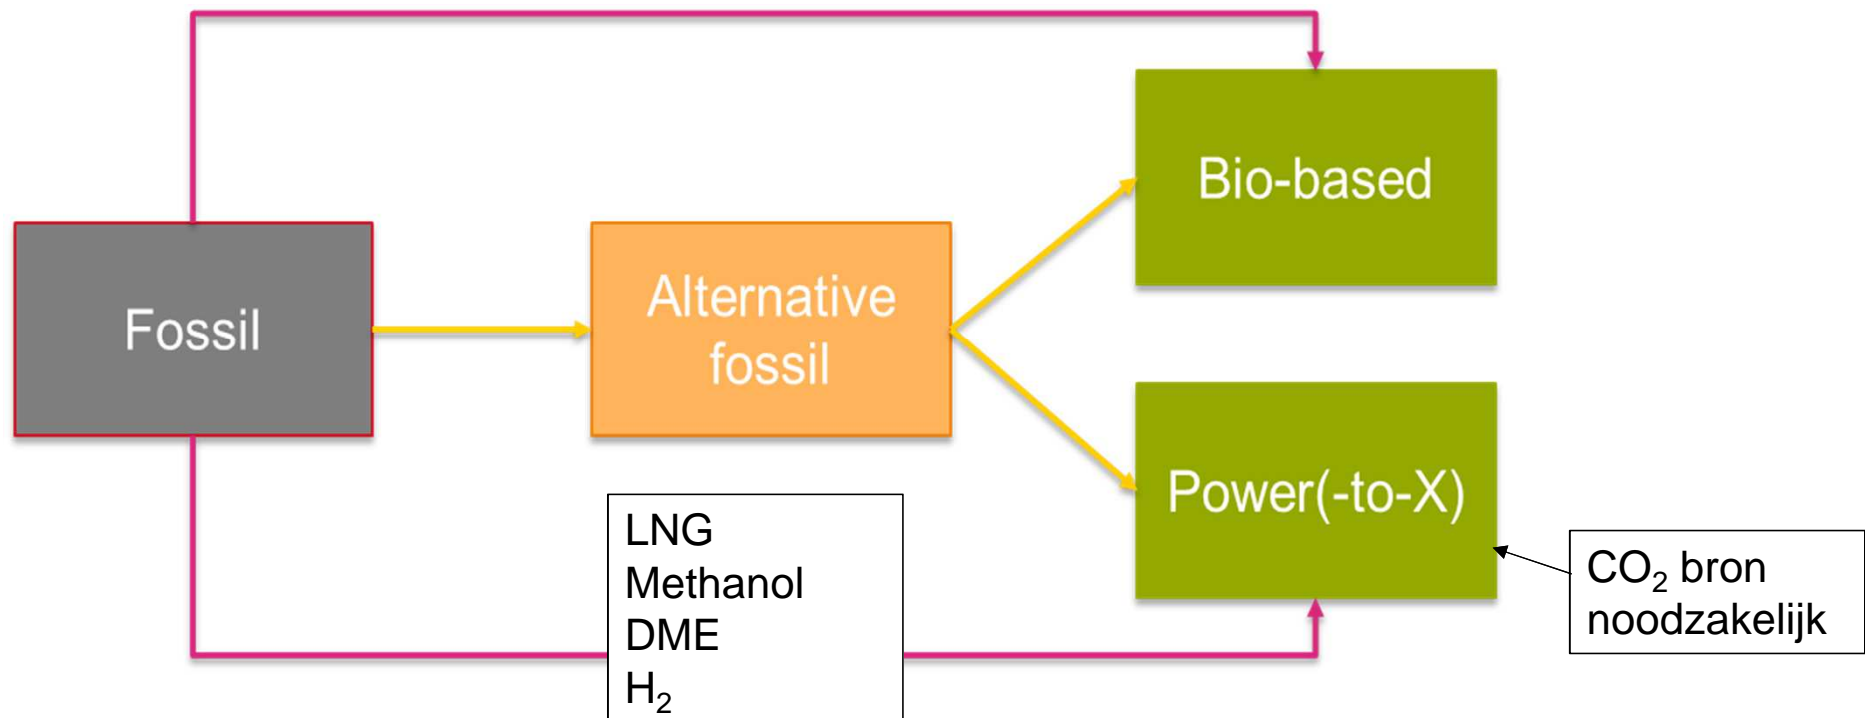 Bio-based
Fossil
Alternative
fossil
Power(-to-X)
LNG
Methanol
DME
H₂
CO₂ bron
noodzakelijk